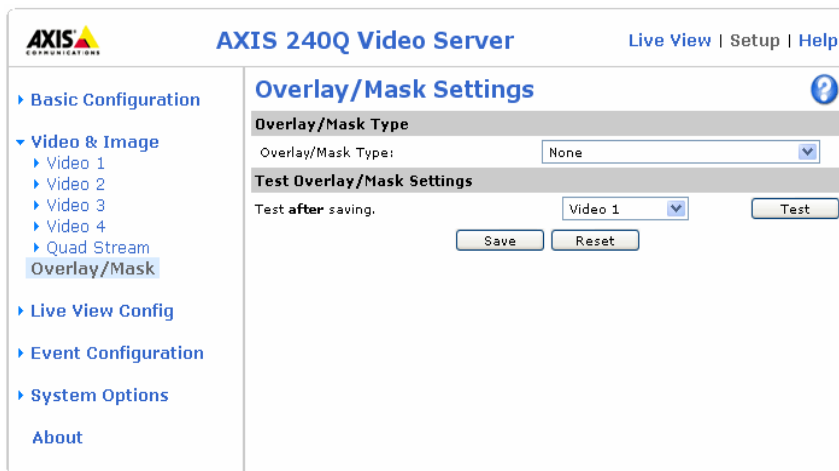 AXIS COMMUNICATIONS
AXIS 240Q Video Server
Live View | Setup | Help
Basic Configuration
Video & Image
Video 1
Video 2
Video 3
Video 4
Quad Stream
Overlay/Mask
Live View Config
Event Configuration
System Options
About
Overlay/Mask Settings
?
Overlay/Mask Type
Overlay/Mask Type: None
Test Overlay/Mask Settings
Test after saving. Video 1 Test
Save Reset